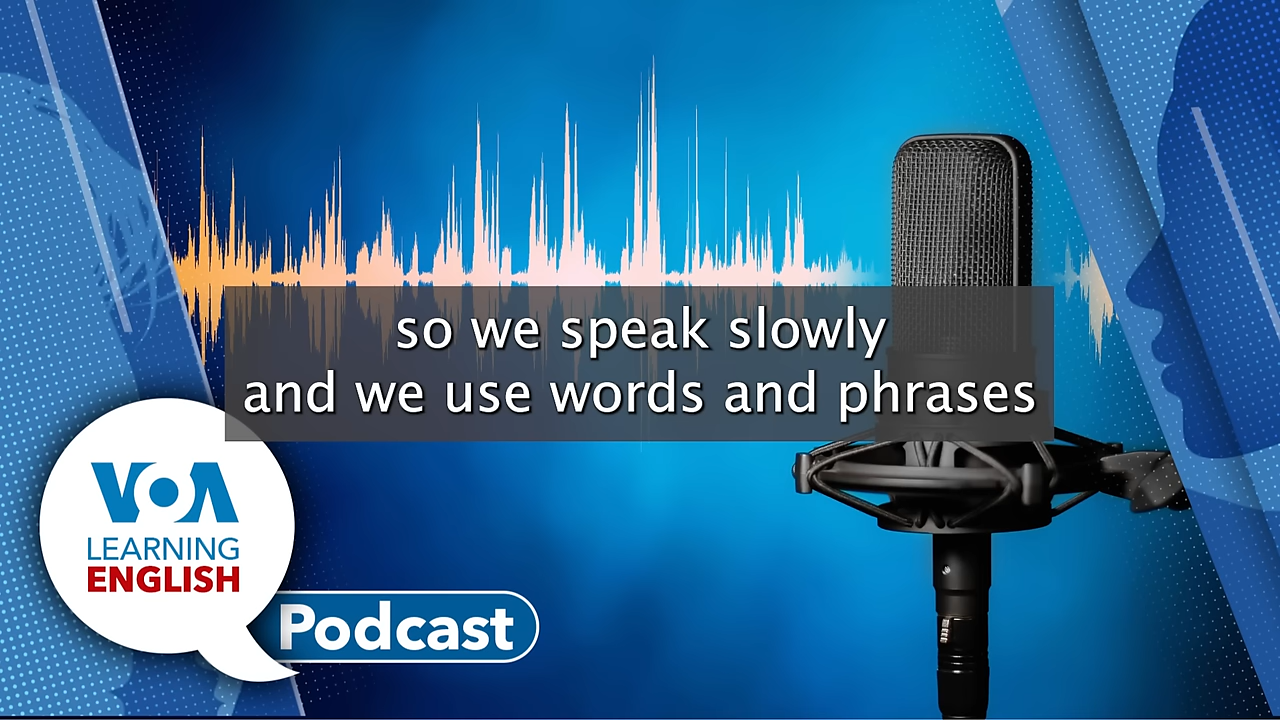 so we speak slowly
and we use words and phrases
VOA
LEARNING
ENGLISH
Podcast